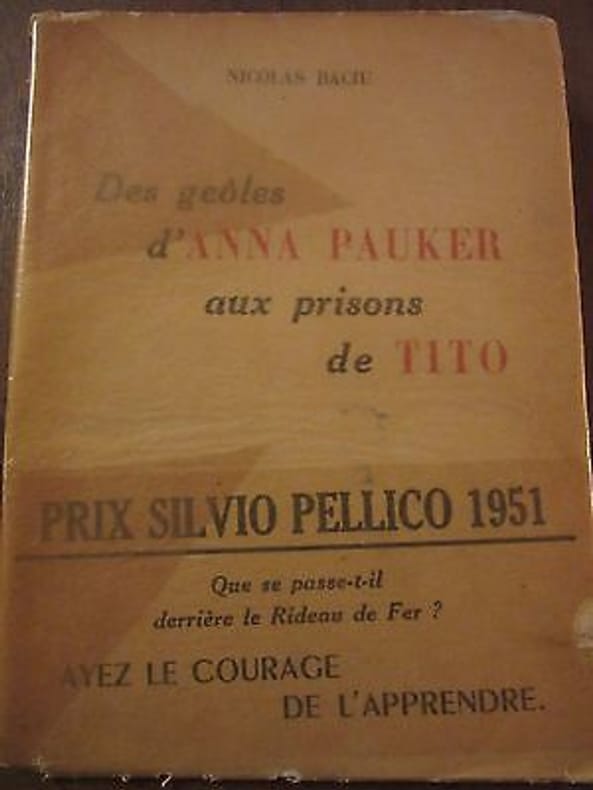 NICOLAS BACIU
Des geôles
d'ANNA PAUKER
aux prisons
de TITO
PRIX SILVIO PELLICO 1951
Que se passe-t-il
derrière le Rideau de Fer ?
AYEZ LE COURAGE
DE L'APPRENDRE.